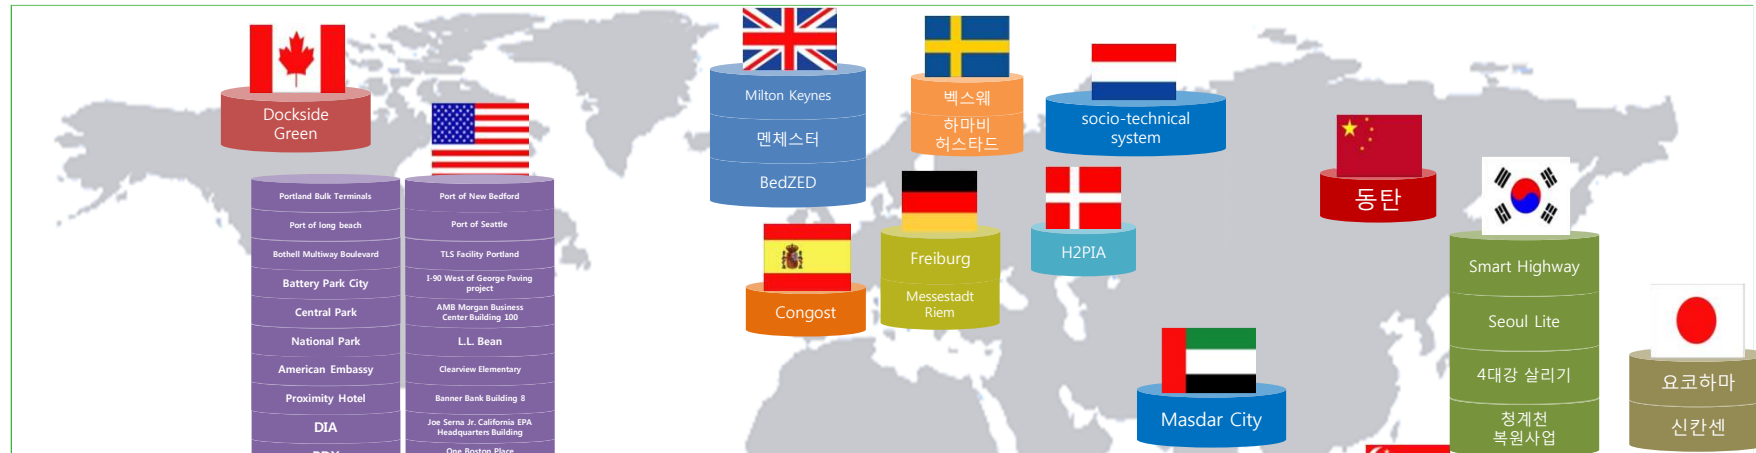 Dockside
Green
Portland Bulk Terminals
Port of long beach
Bothell Multiway Boulevard
Battery Park City
Central Park
National Park
American Embassy
Proximity Hotel
DIA
PDX
Port of New Bedford
Port of Seattle
TLS Facility Portland
I-90 West of George Paving
project
AMB Morgan Business
Center Building 100
L.L. Bean
Clearview Elementary
Banner Bank Building 8
Joe Serna Jr. California EPA
Headquarters Building
One Boston Place
Milton Keynes
멘체스터
BedZED
벡스웨
하마비
허스타드
socio-technical
system
Congost
Freiburg
Messestadt
Riem
H2PIA
Masdar City
동탄
Smart Highway
Seoul Lite
4대강 살리기
청계천
복원사업
요코하마
신칸센